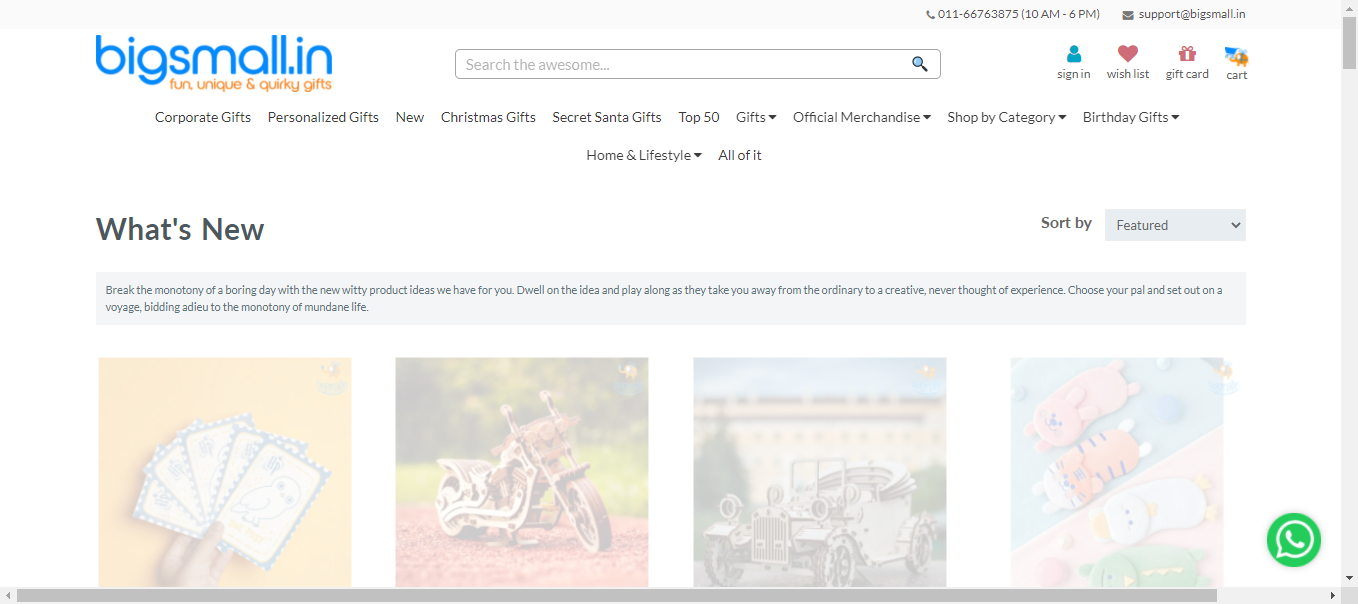 011-66763875 (10 AM - 6 PM) support@bigsmall.in
bigsmall.in
fun, unique & quirky gifts
Search the awesome...
sign in wish list gift card cart
Corporate Gifts Personalized Gifts New Christmas Gifts Secret Santa Gifts Top 50 Gifts Official Merchandise Shop by Category Birthday Gifts
Home & Lifestyle All of it
What's New
Sort by Featured
Break the monotony of a boring day with the new witty product ideas we have for you. Dwell on the idea and play along as they take you away from the ordinary to a creative, never thought of experience. Choose your pal and set out on a
voyage, bidding adieu to the monotony of mundane life.